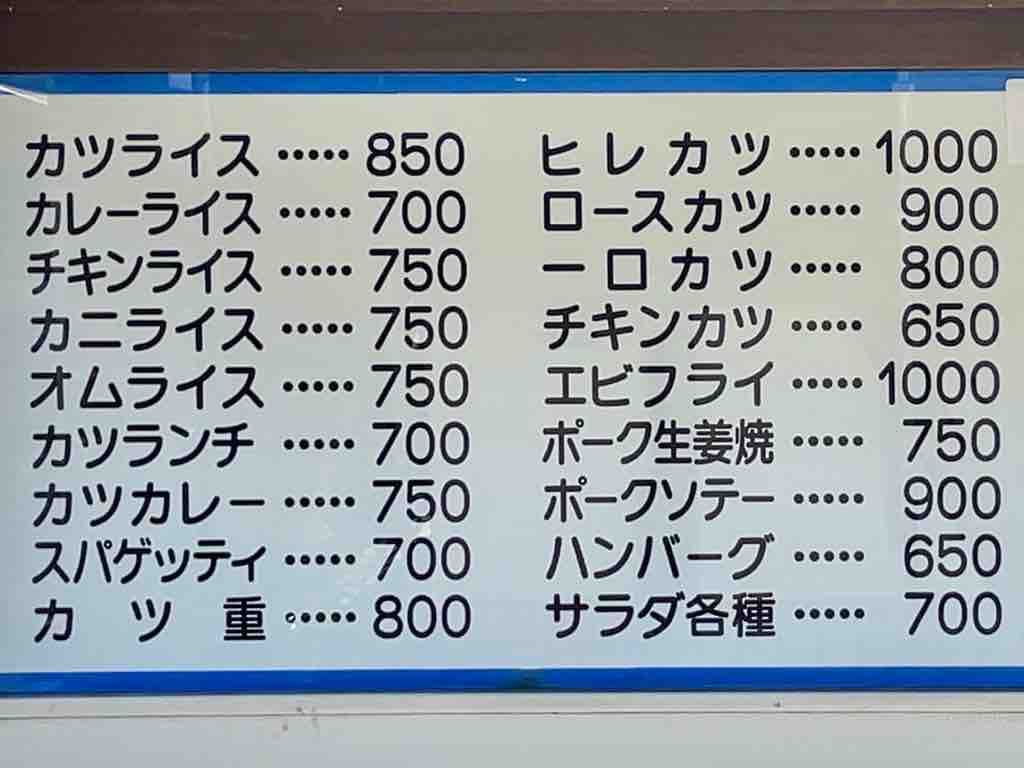 カツライス ····· 850
カレーライス ····· 700
チキンライス ····· 750
カニライス ····· 750
オムライス ····· 750
カツランチ ····· 700
カツカレー ····· 750
スパゲッティ ····· 700
カツ重 ····· 800
ヒレカツ ····· 1000
ロースカツ ····· 900
一口カツ ····· 800
チキンカツ ····· 650
エビフライ ····· 1000
ポーク生姜焼 ····· 750
ポークソテー ····· 900
ハンバーグ ····· 650
サラダ各種 ····· 700